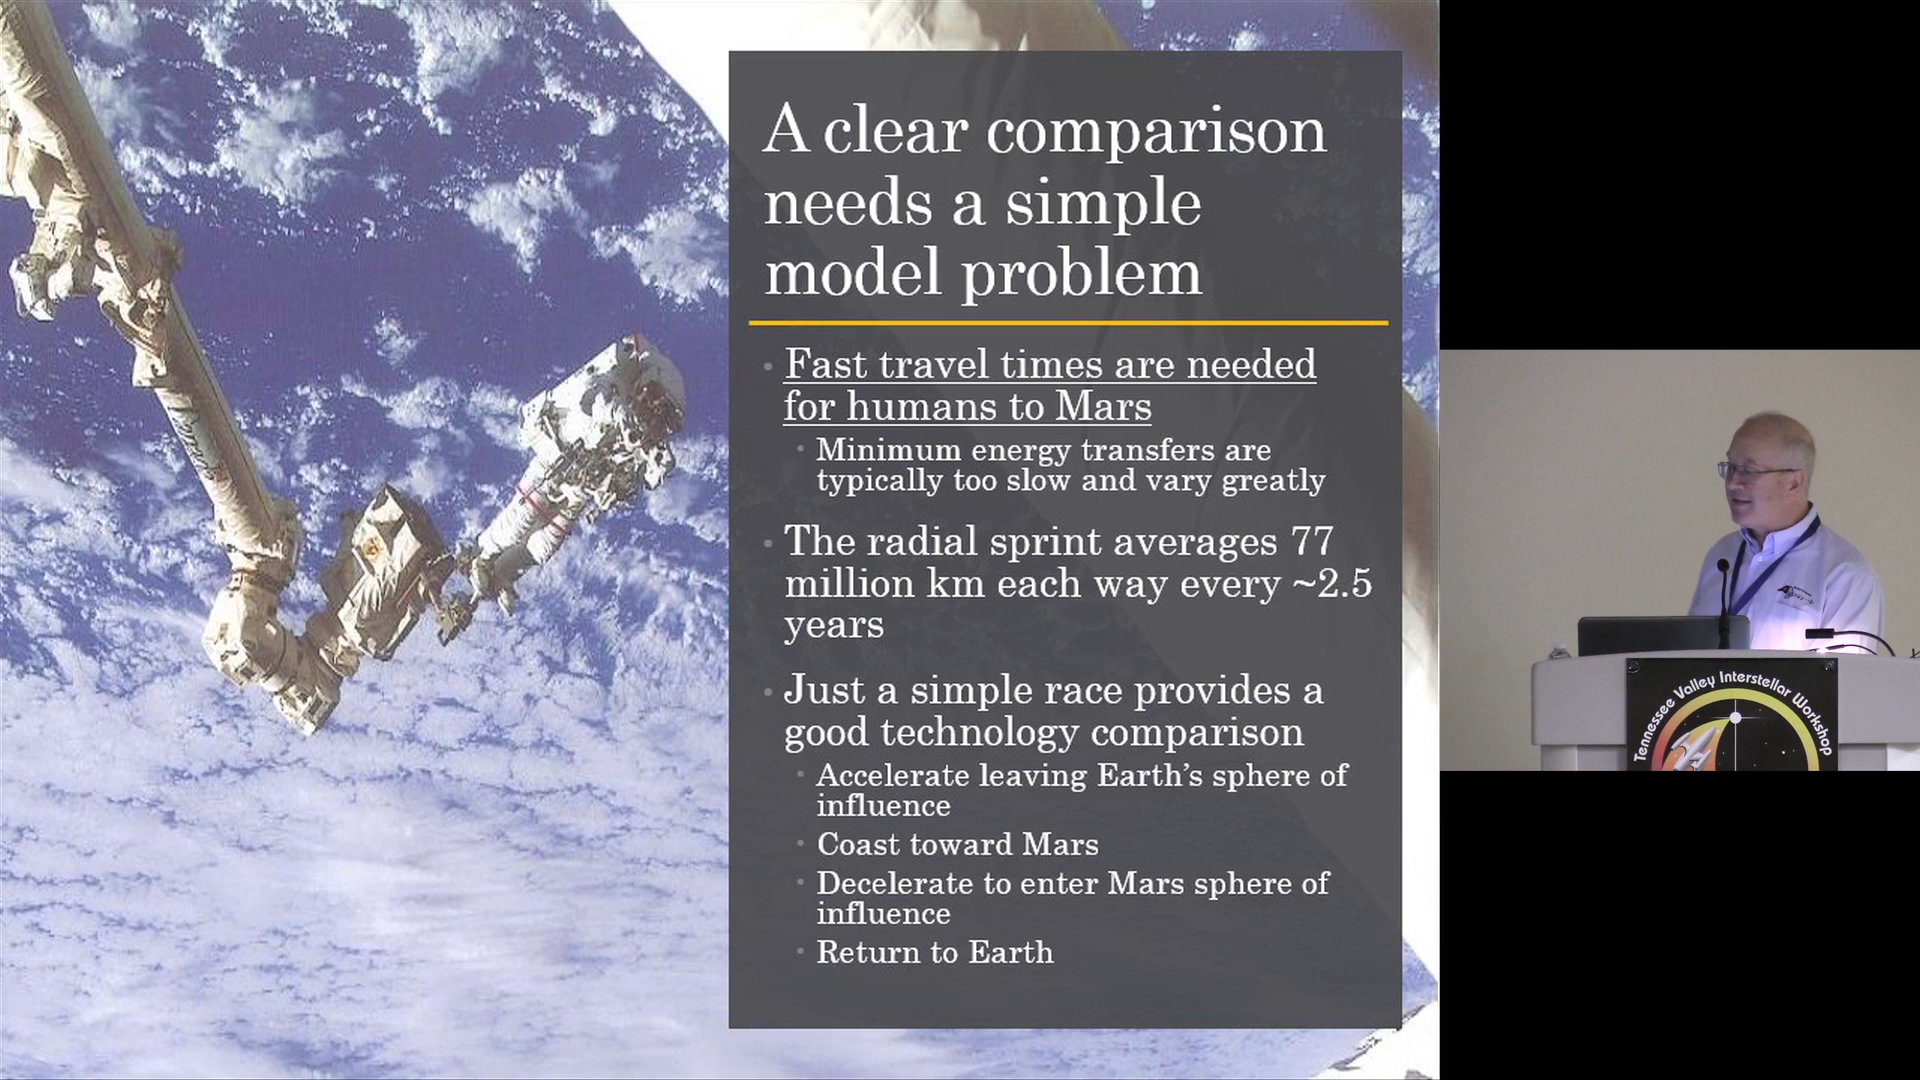 A clear comparison
needs a simple
model problem
Fast travel times are needed
for humans to Mars
Minimum energy transfers are
typically too slow and vary greatly
The radial sprint averages 77
million km each way every ~2.5
years
Just a simple race provides a
good technology comparison
Accelerate leaving Earth’s sphere of
influence
Coast toward Mars
Decelerate to enter Mars sphere of
influence
Return to Earth
Tennessee Valley Interstellar Workshop